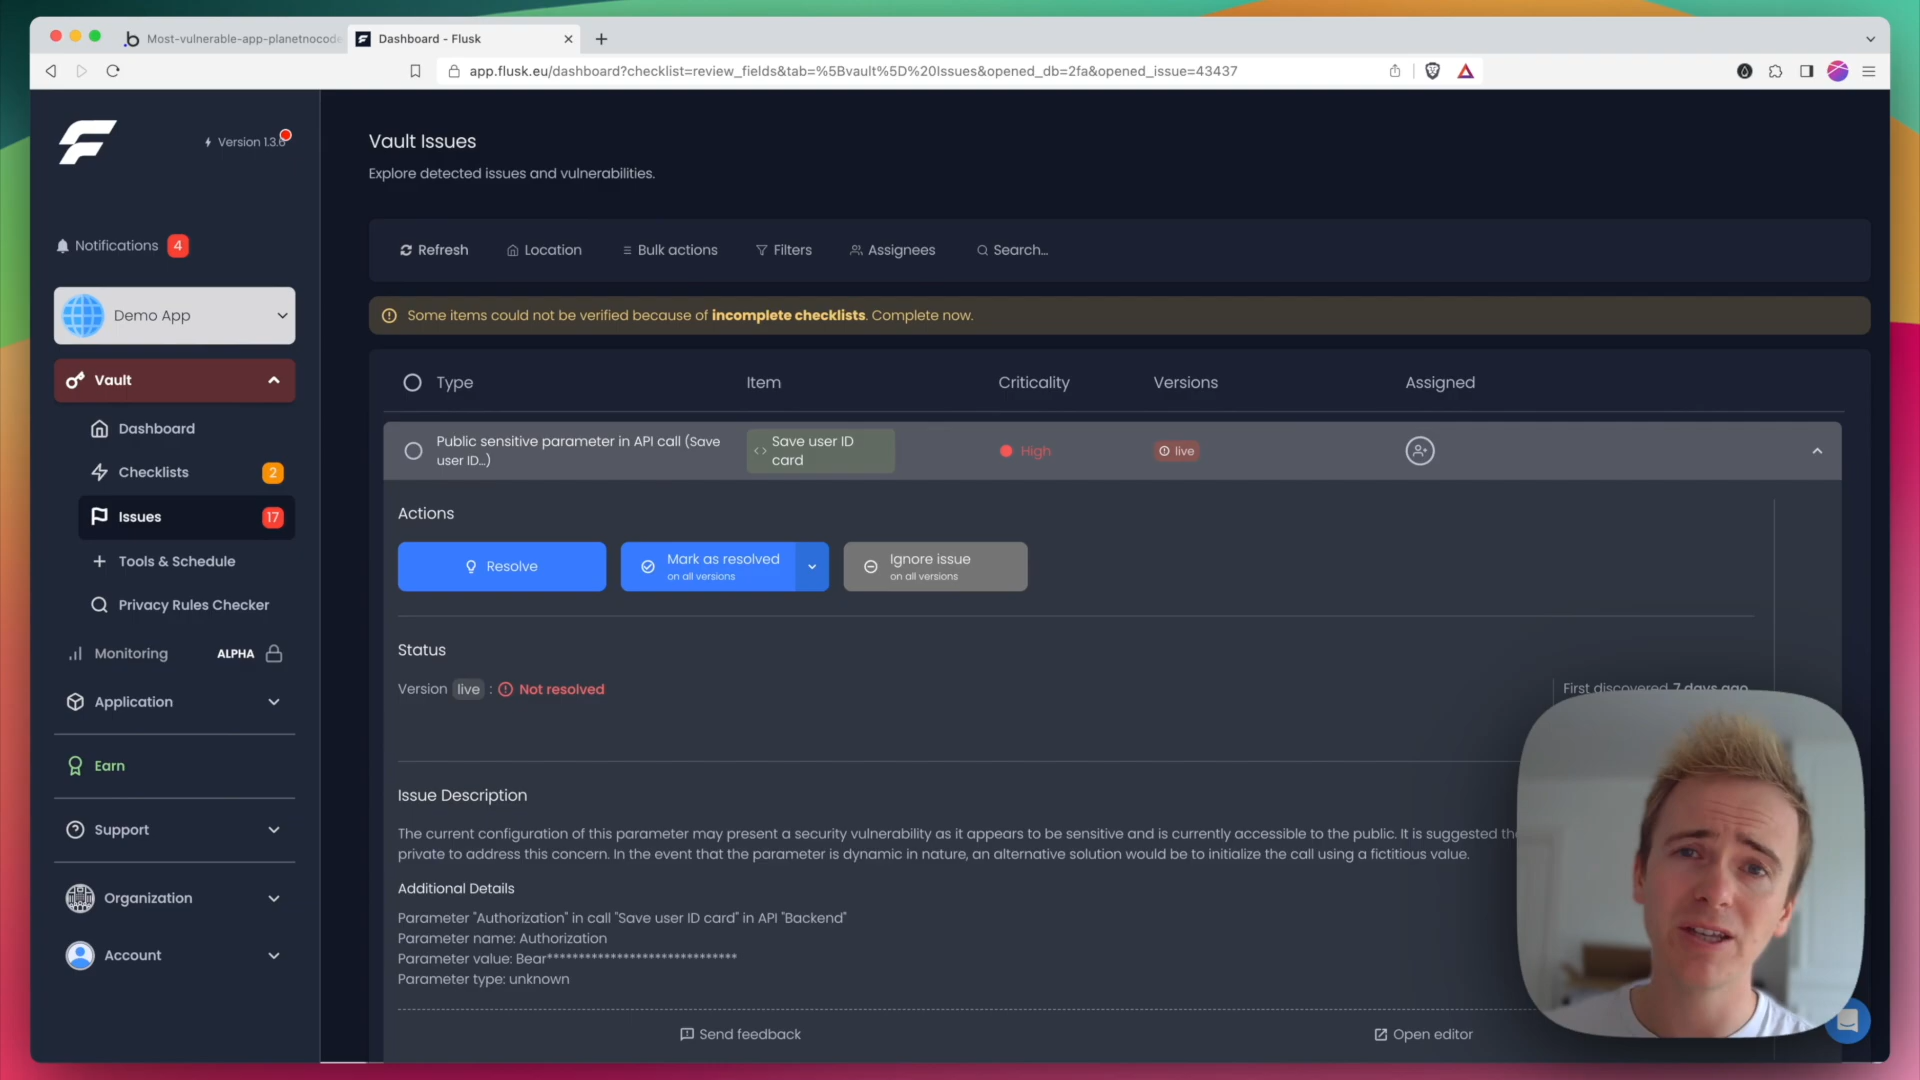 Most-vulnerable-app-planetnocode
Dashboard - Flusk
app.flusk.eu/dashboard?checklist=review_fields&tab=%5Bvault%5D%20Issues&opened_db=2fa&opened_issue=43437
Version 1.3.6
Notifications 4
Demo App
Vault
Dashboard
Checklists 2
Issues 17
Tools & Schedule
Privacy Rules Checker
Monitoring ALPHA
Application
Earn
Support
Organization
Account
Vault Issues
Explore detected issues and vulnerabilities.
Refresh Location Bulk actions Filters Assignees Search...
Some items could not be verified because of incomplete checklists. Complete now.
Type Item Criticality Versions Assigned
Public sensitive parameter in API call (Save
user ID...)
Save user ID
card
High
live
Actions
Resolve
Mark as resolved
on all versions
Ignore issue
on all versions
Status
Version live : Not resolved
First discovered 7 days ago
Issue Description
The current configuration of this parameter may present a security vulnerability as it appears to be sensitive and is currently accessible to the public. It is suggested
private to address this concern. In the event that the parameter is dynamic in nature, an alternative solution would be to initialize the call using a fictitious value.
Additional Details
Parameter "Authorization" in call "Save user ID card" in API "Backend"
Parameter name: Authorization
Parameter value: Bear******************************
Parameter type: unknown
Send feedback
Open editor